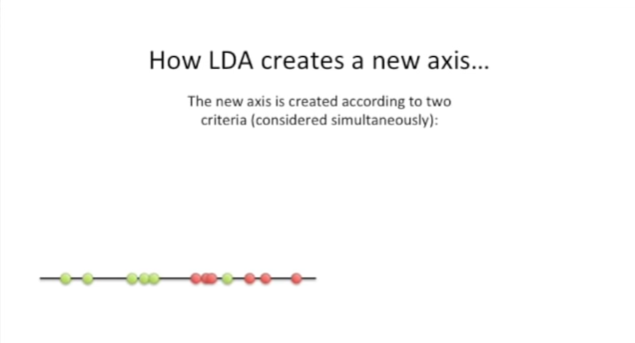 How LDA creates a new axis...
The new axis is created according to two
criteria (considered simultaneously):